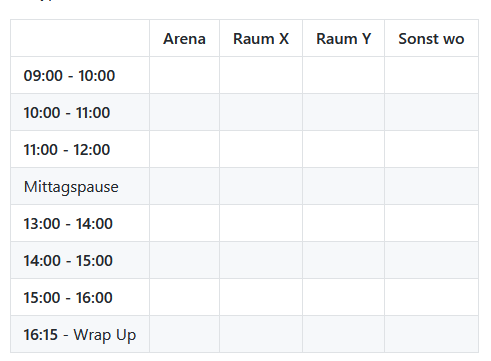 Arena Raum X Raum Y Sonst wo
09:00 - 10:00
10:00 - 11:00
11:00 - 12:00
Mittagspause
13:00 - 14:00
14:00 - 15:00
15:00 - 16:00
16:15 - Wrap Up